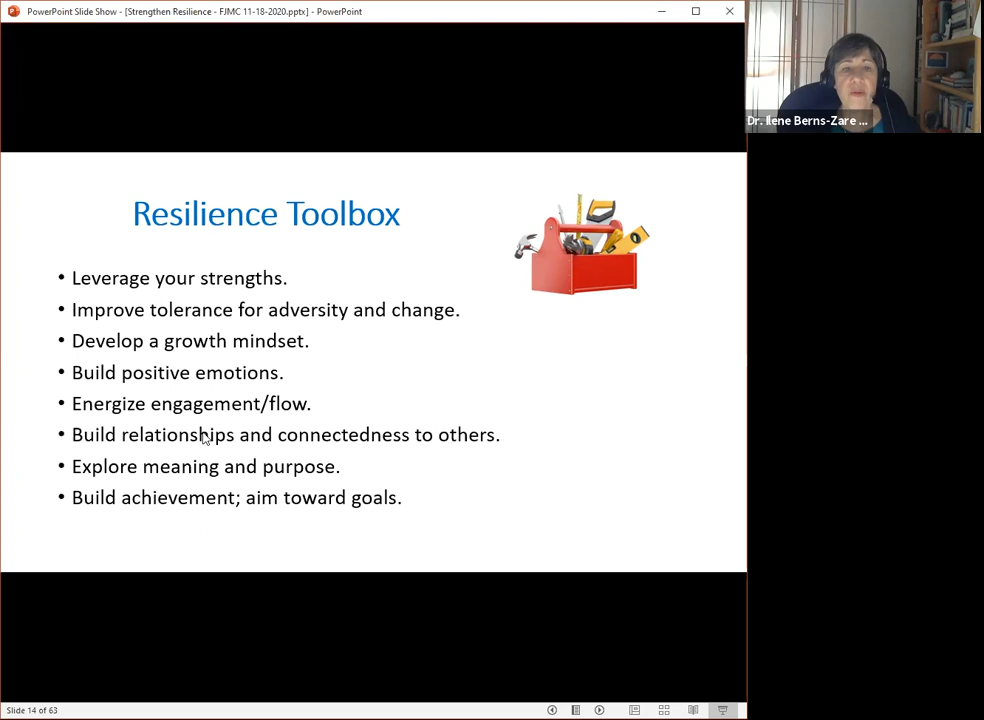 PowerPoint Slide Show - [Strengthen Resilience - FJMC 11-18-2020.pptx] - PowerPoint
Dr. Ilene Berns-Zare ...
Resilience Toolbox
• Leverage your strengths.
• Improve tolerance for adversity and change.
• Develop a growth mindset.
• Build positive emotions.
• Energize engagement/flow.
• Build relationships and connectedness to others.
• Explore meaning and purpose.
• Build achievement; aim toward goals.
Slide 14 of 63